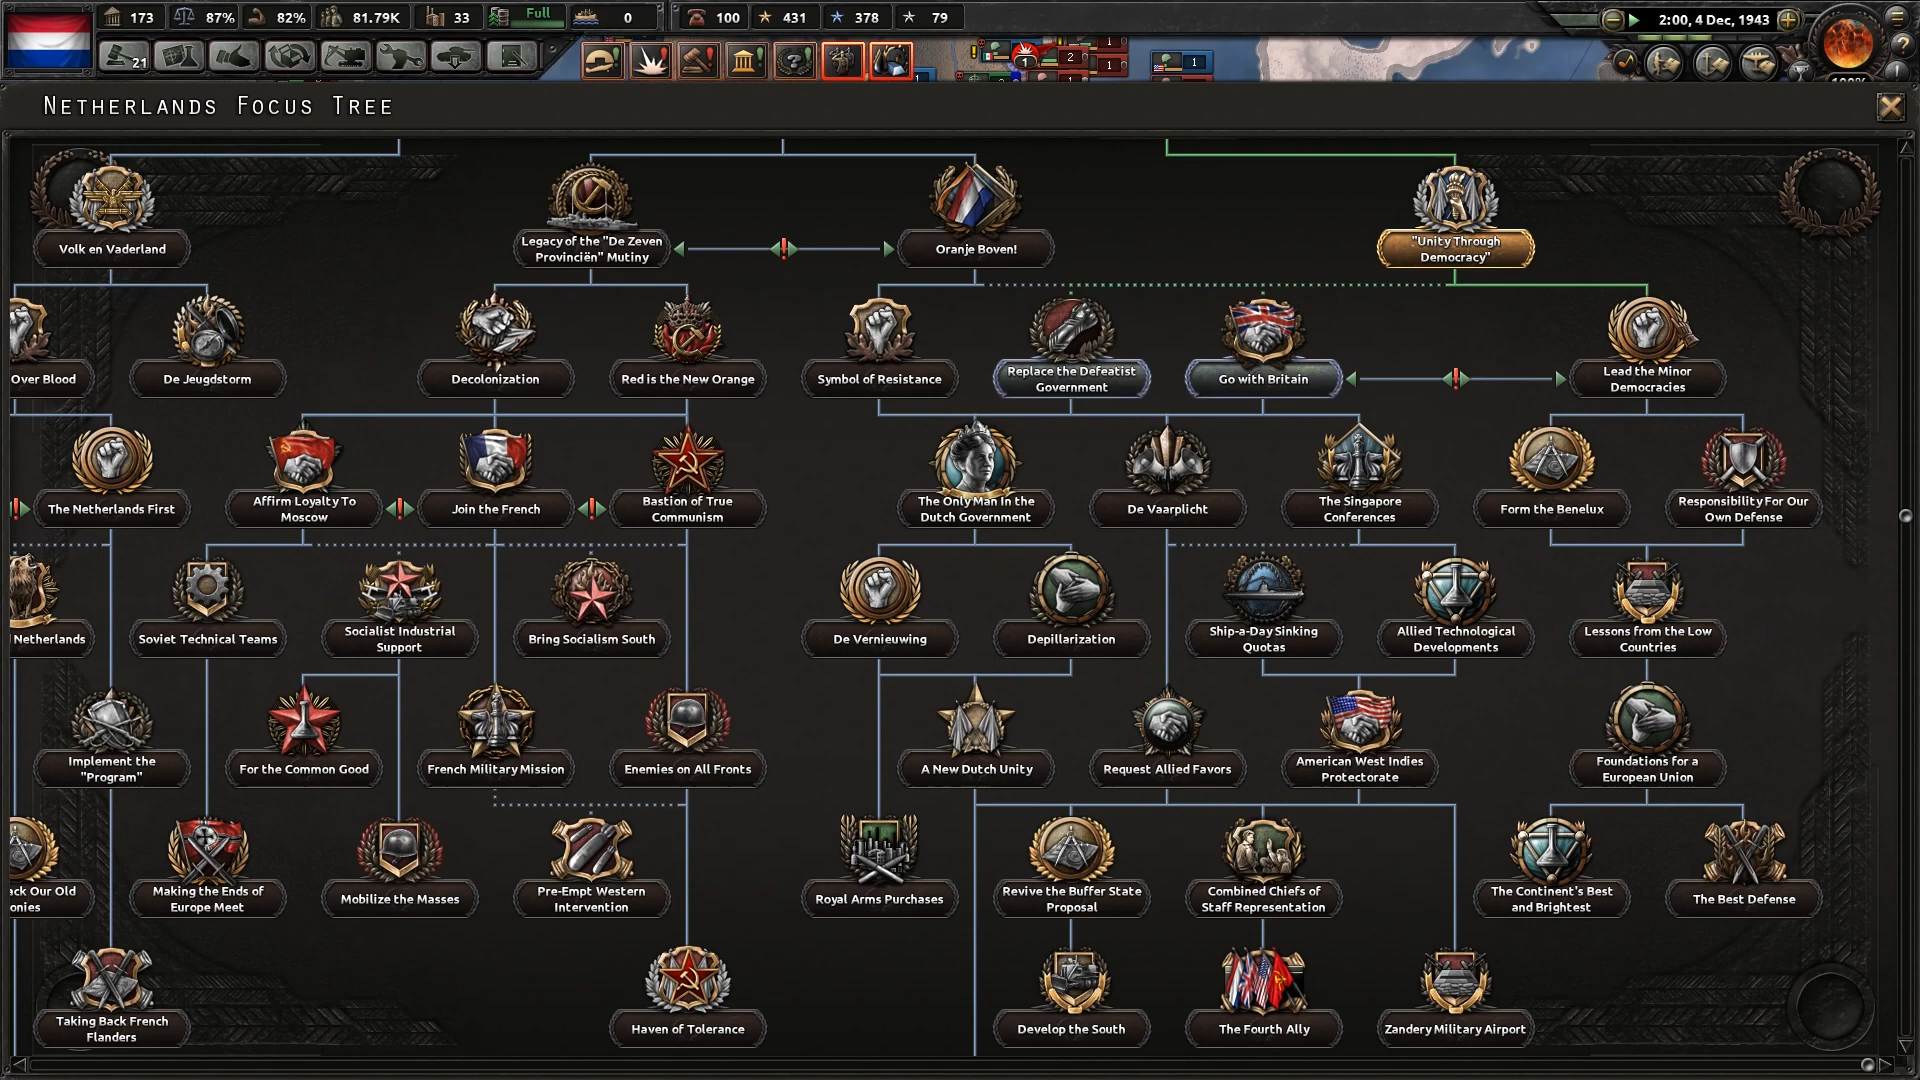 173
87%
82%
81.79K
33
Full
0
100
431
378
79
2:00, 4 Dec, 1943
21
1
2
1
1
1
1
100%
NETHERLANDS FOCUS TREE
Volk en Vaderland
Legacy of the "De Zeven
Provinciën" Mutiny
Oranje Boven!
"Unity Through
Democracy"
Over Blood
De Jeugdstorm
Decolonization
Red is the New Orange
Symbol of Resistance
Replace the Defeatist
Government
Go with Britain
Lead the Minor
Democracies
The Netherlands First
Affirm Loyalty To
Moscow
Join the French
Bastion of True
Communism
The Only Man In the
Dutch Government
De Vaarplicht
The Singapore
Conferences
Form the Benelux
Responsibility For Our
Own Defense
Netherlands
Soviet Technical Teams
Socialist Industrial
Support
Bring Socialism South
De Vernieuwing
Depillarization
Ship-a-Day Sinking
Quotas
Allied Technological
Developments
Lessons from the Low
Countries
Implement the
"Program"
For the Common Good
French Military Mission
Enemies on All Fronts
A New Dutch Unity
Request Allied Favors
American West Indies
Protectorate
Foundations for a
European Union
ack Our Old
onies
Making the Ends of
Europe Meet
Mobilize the Masses
Pre-Empt Western
Intervention
Royal Arms Purchases
Revive the Buffer State
Proposal
Combined Chiefs of
Staff Representation
The Continent's Best
and Brightest
The Best Defense
Taking Back French
Flanders
Haven of Tolerance
Develop the South
The Fourth Ally
Zandery Military Airport